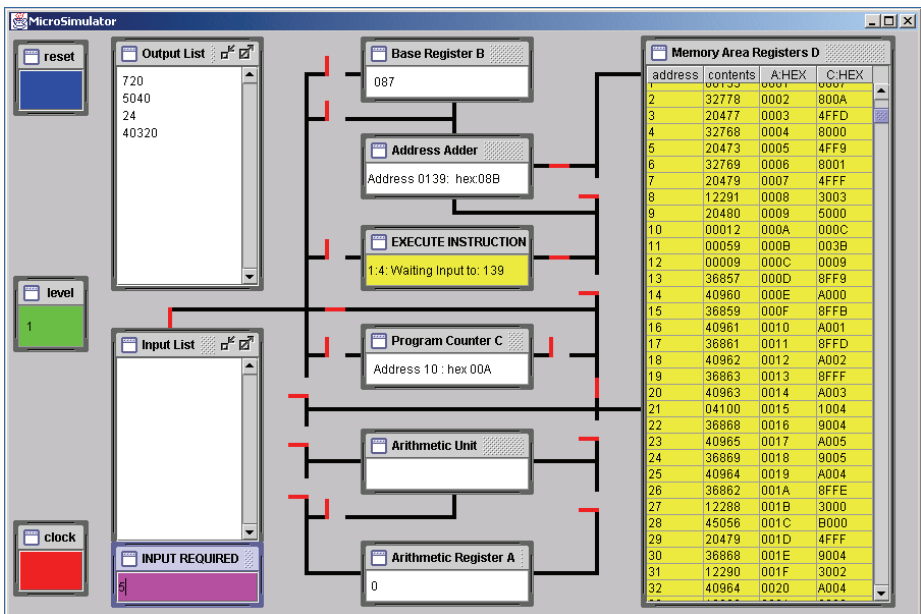 MicroSimulator
reset
Output List
720
5040
24
40320
level
1
Input List
clock
INPUT REQUIRED
5
Base Register B
087
Address Adder
Address 0139: hex:08B
EXECUTE INSTRUCTION
1:4: Waiting Input to: 139
Program Counter C
Address 10 : hex 00A
Arithmetic Unit
Arithmetic Register A
0
Memory Area Registers D
address contents A:HEX C:HEX
2 32778 0002 800A
3 20477 0003 4FFD
4 32768 0004 8000
5 20473 0005 4FF9
6 32769 0006 8001
7 20479 0007 4FFF
8 12291 0008 3003
9 20480 0009 5000
10 00012 000A 000C
11 00059 000B 003B
12 00009 000C 0009
13 36857 000D 8FF9
14 40960 000E A000
15 36859 000F 8FFB
16 40961 0010 A001
17 36861 0011 8FFD
18 40962 0012 A002
19 36863 0013 8FFF
20 40963 0014 A003
21 04100 0015 1004
22 36868 0016 9004
23 40965 0017 A005
24 36869 0018 9005
25 40964 0019 A004
26 36862 001A 8FFE
27 12288 001B 3000
28 45056 001C B000
29 20479 001D 4FFF
30 36868 001E 9004
31 12290 001F 3002
32 40964 0020 A004